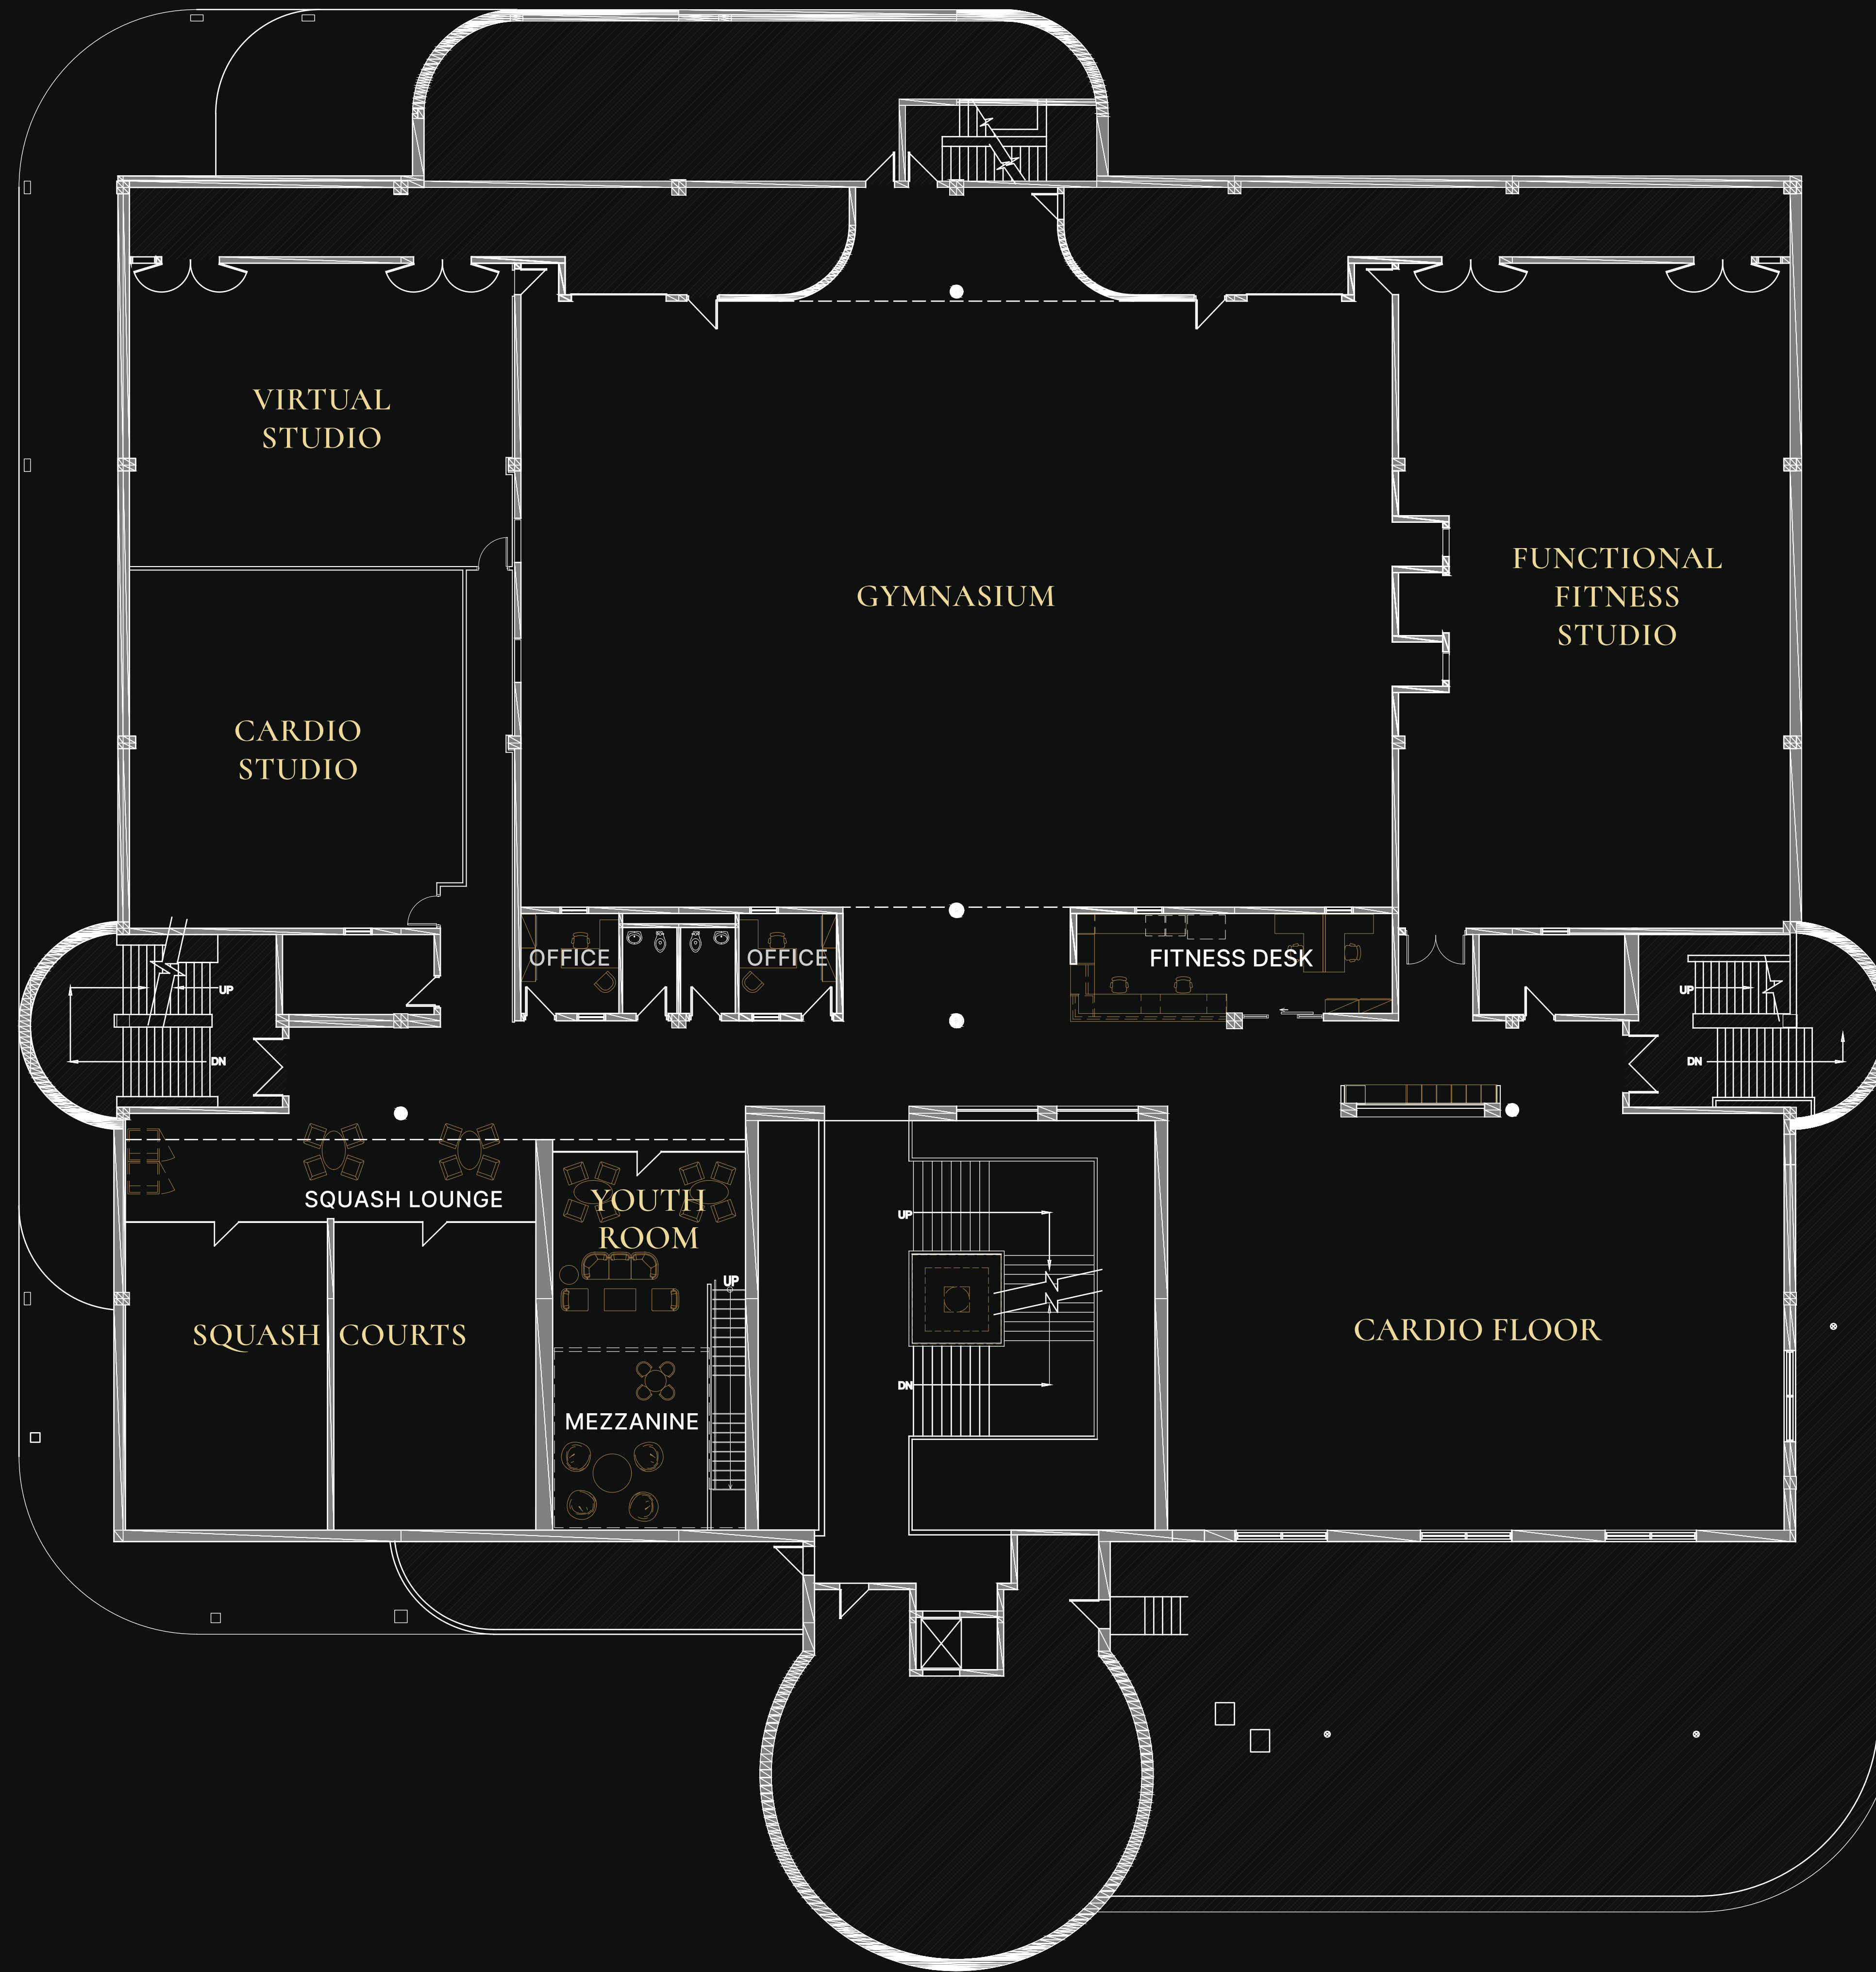 VIRTUAL
STUDIO
GYMNASIUM
FUNCTIONAL
FITNESS
STUDIO
CARDIO
STUDIO
OFFICE
OFFICE
FITNESS DESK
UP
UP
DN
DN
SQUASH LOUNGE
YOUTH
ROOM
UP
UP
SQUASH COURTS
CARDIO FLOOR
DN
MEZZANINE